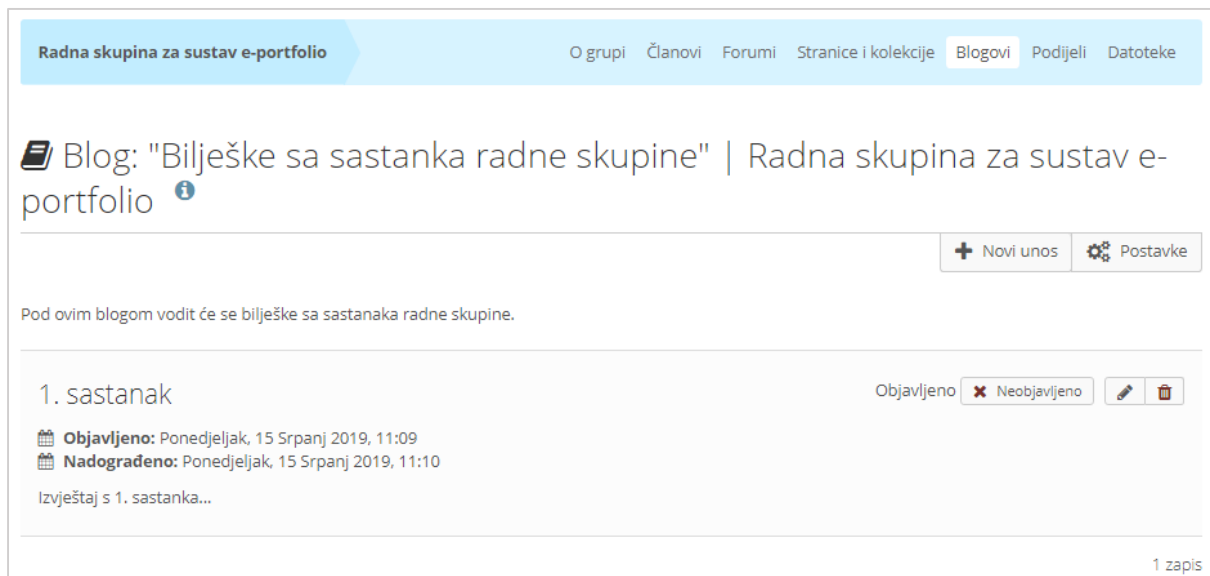 Radna skupina za sustav e-portfolio
O grupi Članovi Forumi Stranice i kolekcije Blogovi Podijeli Datoteke
Blog: "Bilješke sa sastanka radne skupine" | Radna skupina za sustav e-
portfolio
Novi unos Postavke
Pod ovim blogom vodit će se bilješke sa sastanaka radne skupine.
1. sastanak
Objavljeno Neobjavljeno
Objavljeno: Ponedjeljak, 15 Srpanj 2019, 11:09
Nadograđeno: Ponedjeljak, 15 Srpanj 2019, 11:10
Izvještaj s 1. sastanka...
1 zapis